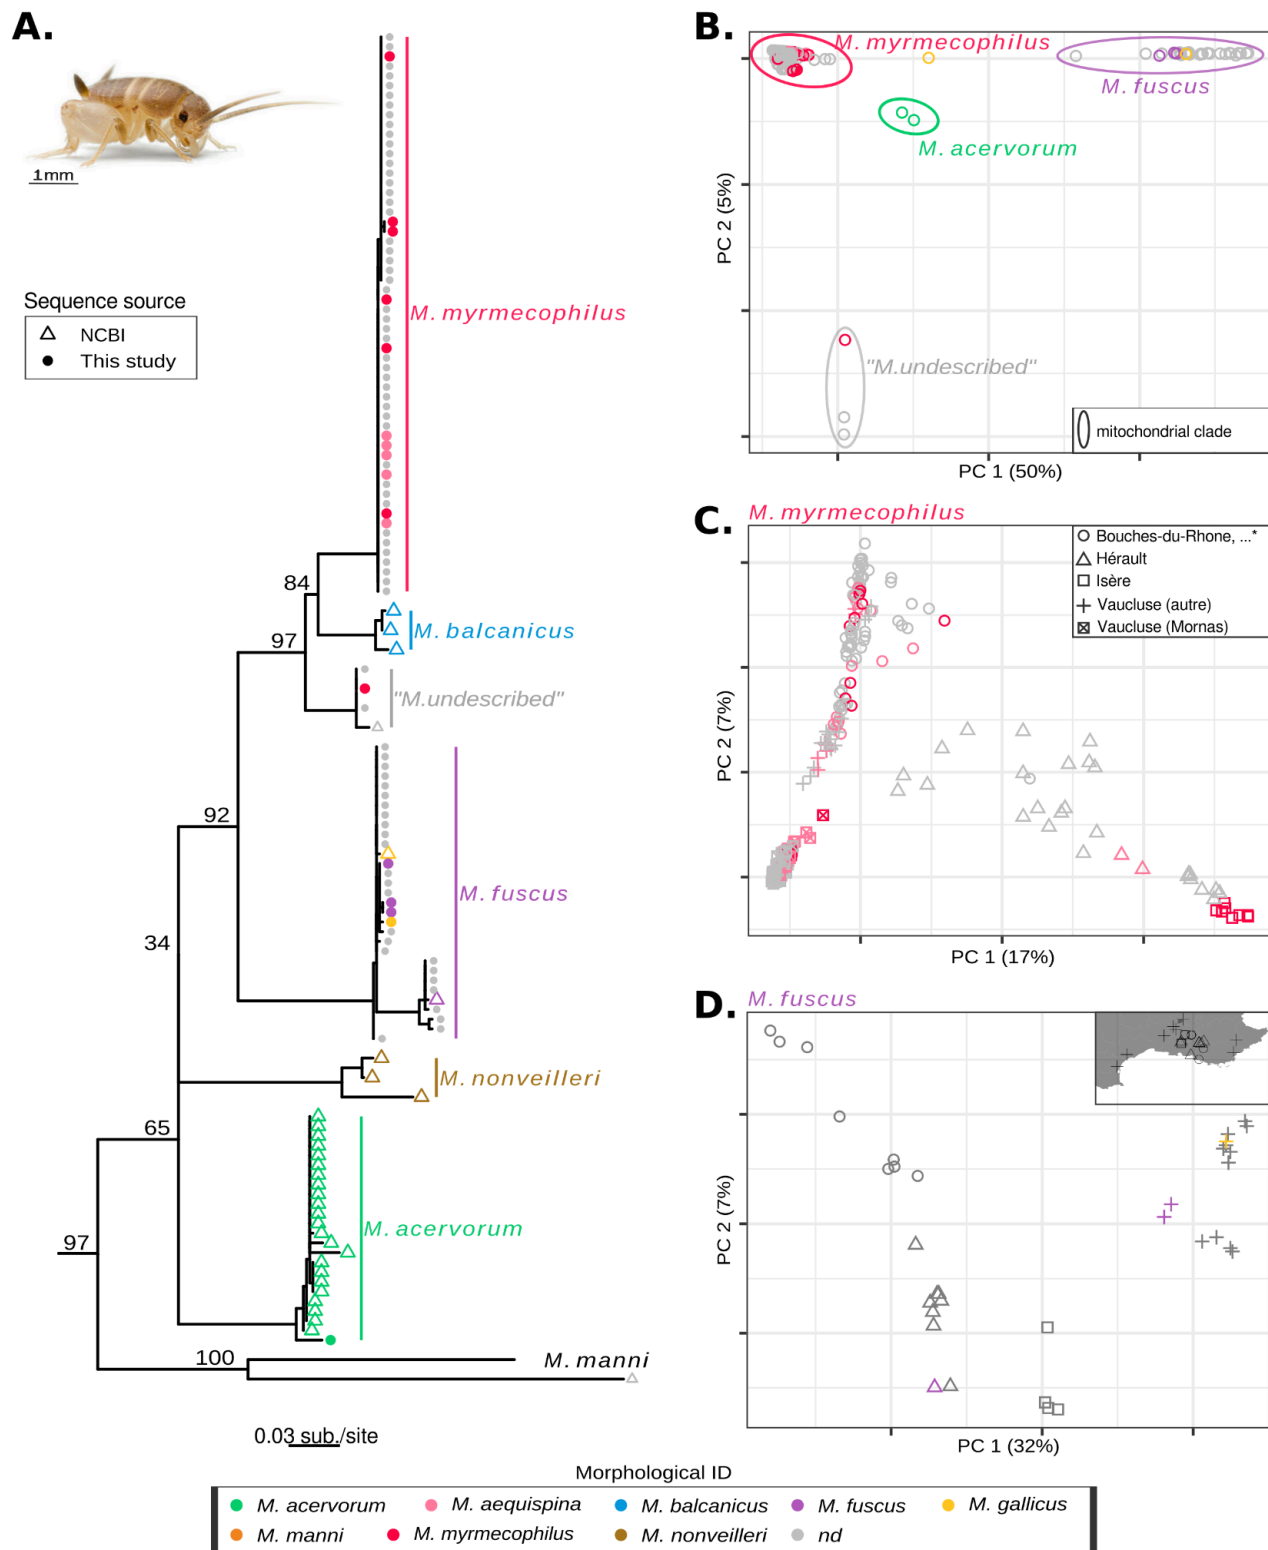 A.
1mm
Sequence source
NCBI
This study
M. myrmecophilus
84
M. balcanicus
97
"M.undescribed"
92
M. fuscus
34
M. nonveilleri
65
M. acervorum
97
100
M. manni
0.03 sub./site
B.
M. myrmecophilus
M. fuscus
M. acervorum
"M.undescribed"
mitochondrial clade
PC 2 (5%)
PC 1 (50%)
C.
M. myrmecophilus
Bouches-du-Rhone, ...*
Hérault
Isère
Vaucluse (autre)
Vaucluse (Mornas)
PC 2 (7%)
PC 1 (17%)
D.
M. fuscus
PC 2 (7%)
PC 1 (32%)
Morphological ID
M. acervorum M. aequispina M. balcanicus M. fuscus M. gallicus
M. manni M. myrmecophilus M. nonveilleri nd